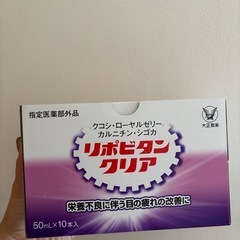 指定医薬部外品
クコシ・ローヤルゼリー
カルニチン・シゴカ
大正製薬
リポビタン
クリア
栄養不良に伴う目の疲れの改善に
50mL×10本入